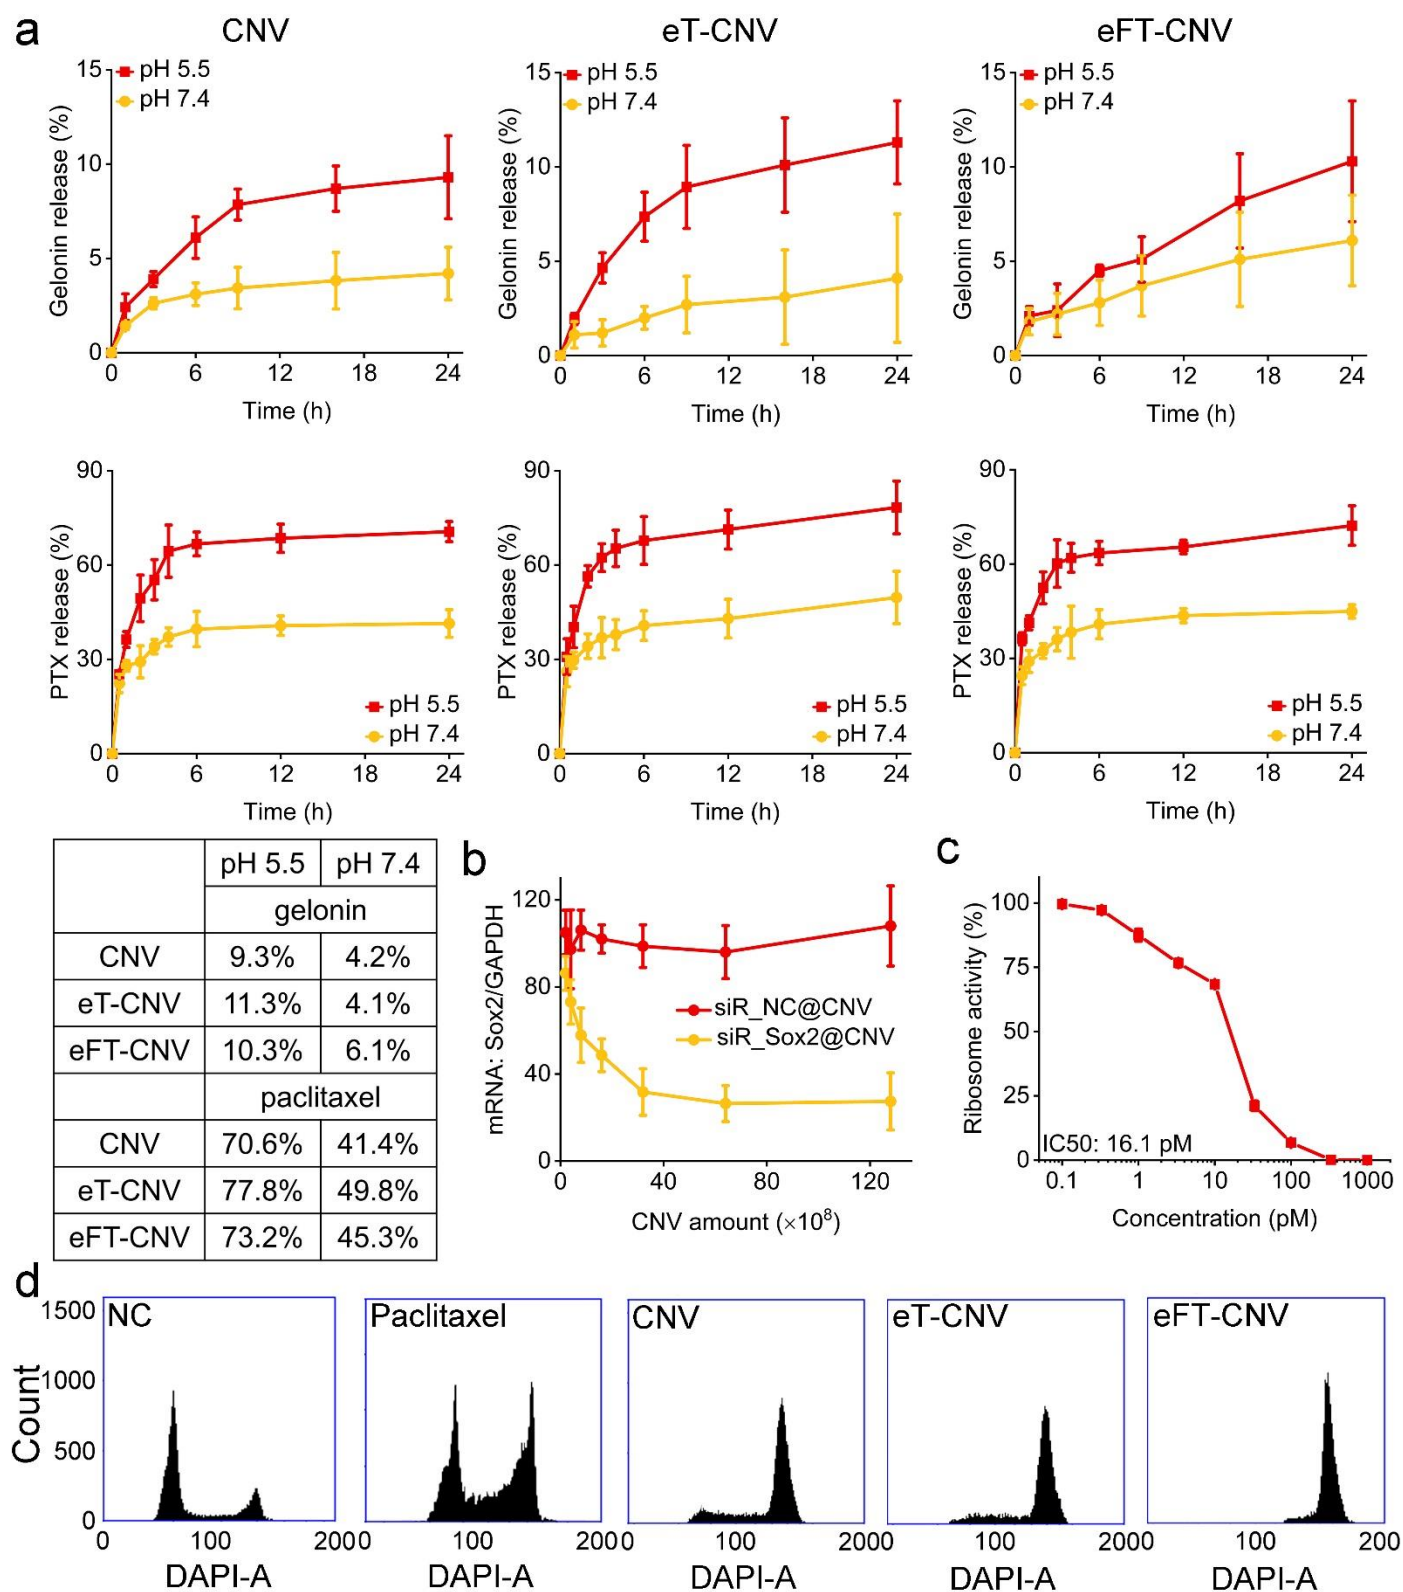 a
CNV eT-CNV eFT-CNV
pH 5.5
pH 7.4
Gelonin release (%)
15
10
5
0
0 6 12 18 24
Time (h)
pH 5.5
pH 7.4
Gelonin release (%)
15
10
5
0
0 6 12 18 24
Time (h)
pH 5.5
pH 7.4
Gelonin release (%)
15
10
5
0
0 6 12 18 24
Time (h)
PTX release (%)
90
60
30
0
pH 5.5
pH 7.4
0 6 12 18 24
Time (h)
PTX release (%)
90
60
30
0
pH 5.5
pH 7.4
0 6 12 18 24
Time (h)
PTX release (%)
90
60
30
0
pH 5.5
pH 7.4
0 6 12 18 24
Time (h)
pH 5.5 pH 7.4
gelonin
CNV 9.3% 4.2%
eT-CNV 11.3% 4.1%
eFT-CNV 10.3% 6.1%
paclitaxel
CNV 70.6% 41.4%
eT-CNV 77.8% 49.8%
eFT-CNV 73.2% 45.3%
b
mRNA: Sox2/GAPDH
120
80
40
0
siR_NC@CNV
siR_Sox2@CNV
0 40 80 120
CNV amount (×10⁸)
c
Ribosome activity (%)
100
75
50
25
0
IC50: 16.1 pM
0.1 1 10 100 1000
Concentration (pM)
d
Count
1500
1000
500
0
NC
0 100 200
DAPI-A
Paclitaxel
0 100 200
DAPI-A
CNV
0 100 200
DAPI-A
eT-CNV
0 100 200
DAPI-A
eFT-CNV
0 100 200
DAPI-A